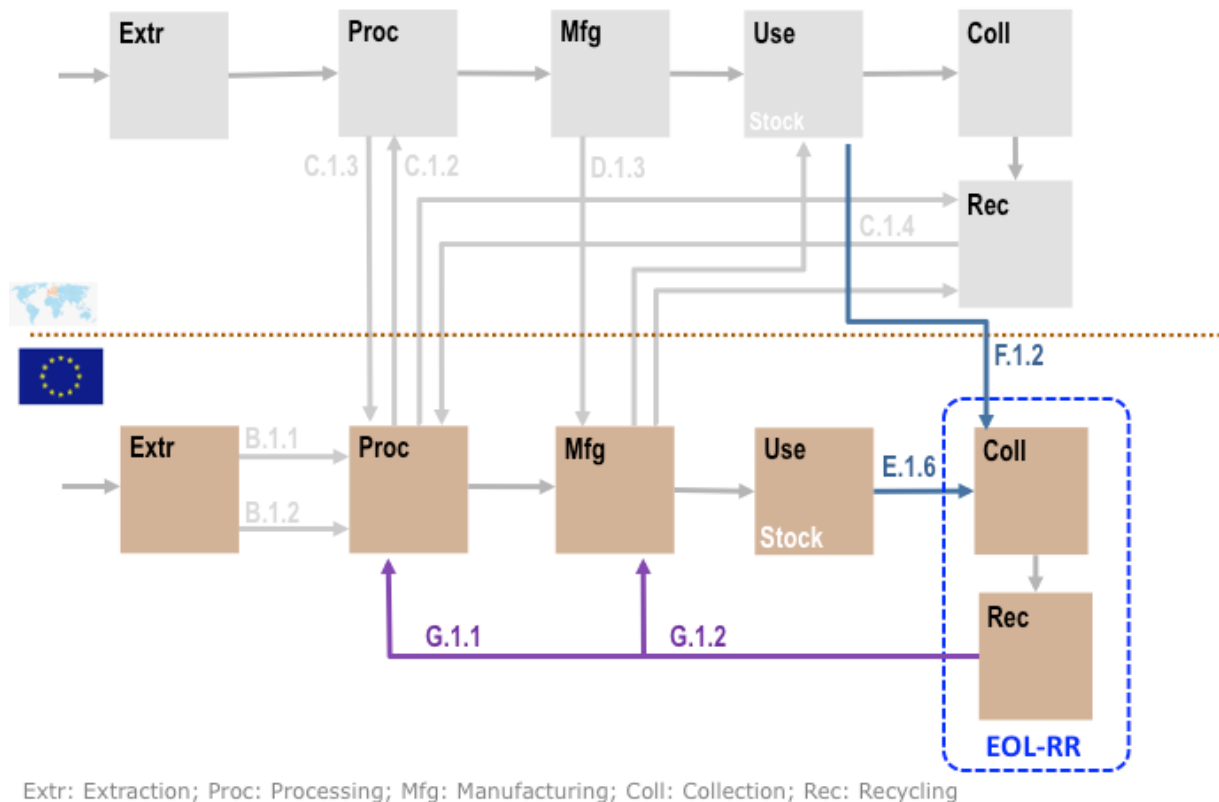 Extr
Proc
Mfg
Use
Stock
Coll
C.1.3
C.1.2
D.1.3
Rec
C.1.4
F.1.2
Extr
B.1.1
B.1.2
Proc
Mfg
Use
Stock
E.1.6
Coll
G.1.1
G.1.2
Rec
EOL-RR
Extr: Extraction; Proc: Processing; Mfg: Manufacturing; Coll: Collection; Rec: Recycling